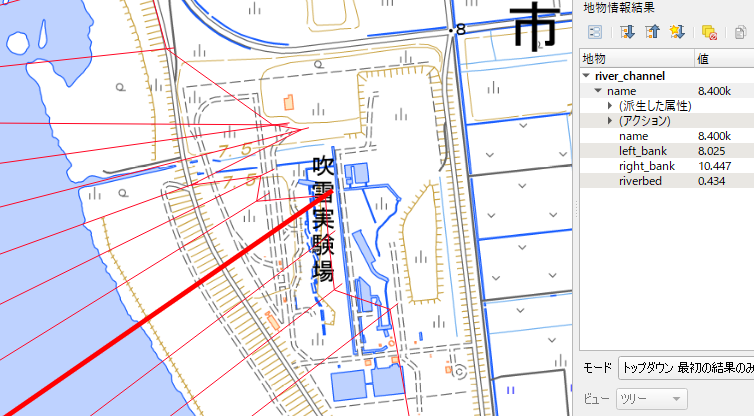 市
8
7.5
7.5
吹雪実験場
地物情報結果
地物 値
river_channel
name 8.400k
(派生した属性)
(アクション)
name 8.400k
left_bank 8.025
right_bank 10.447
riverbed 0.434
モード トップダウン 最初の結果のみ
ビュー ツリー